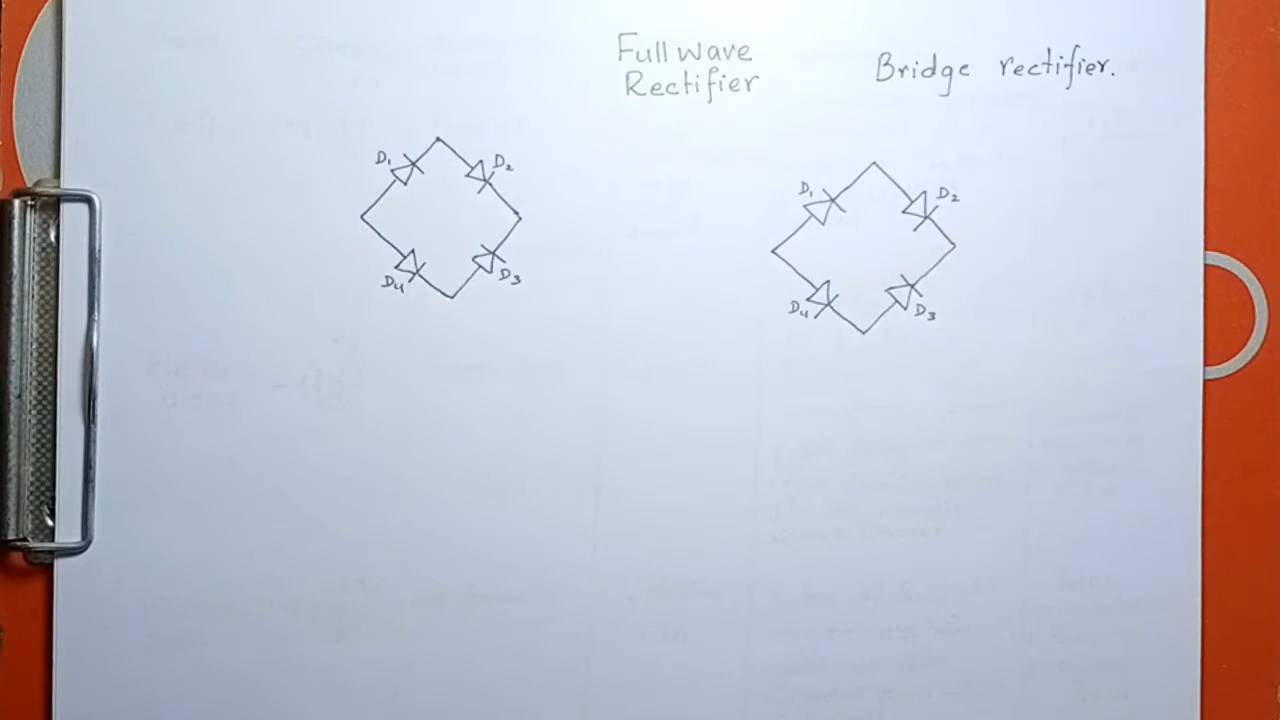 Full wave
Rectifier
Bridge rectifier.
D1
D2
D4
D3
D1
D2
D4
D3